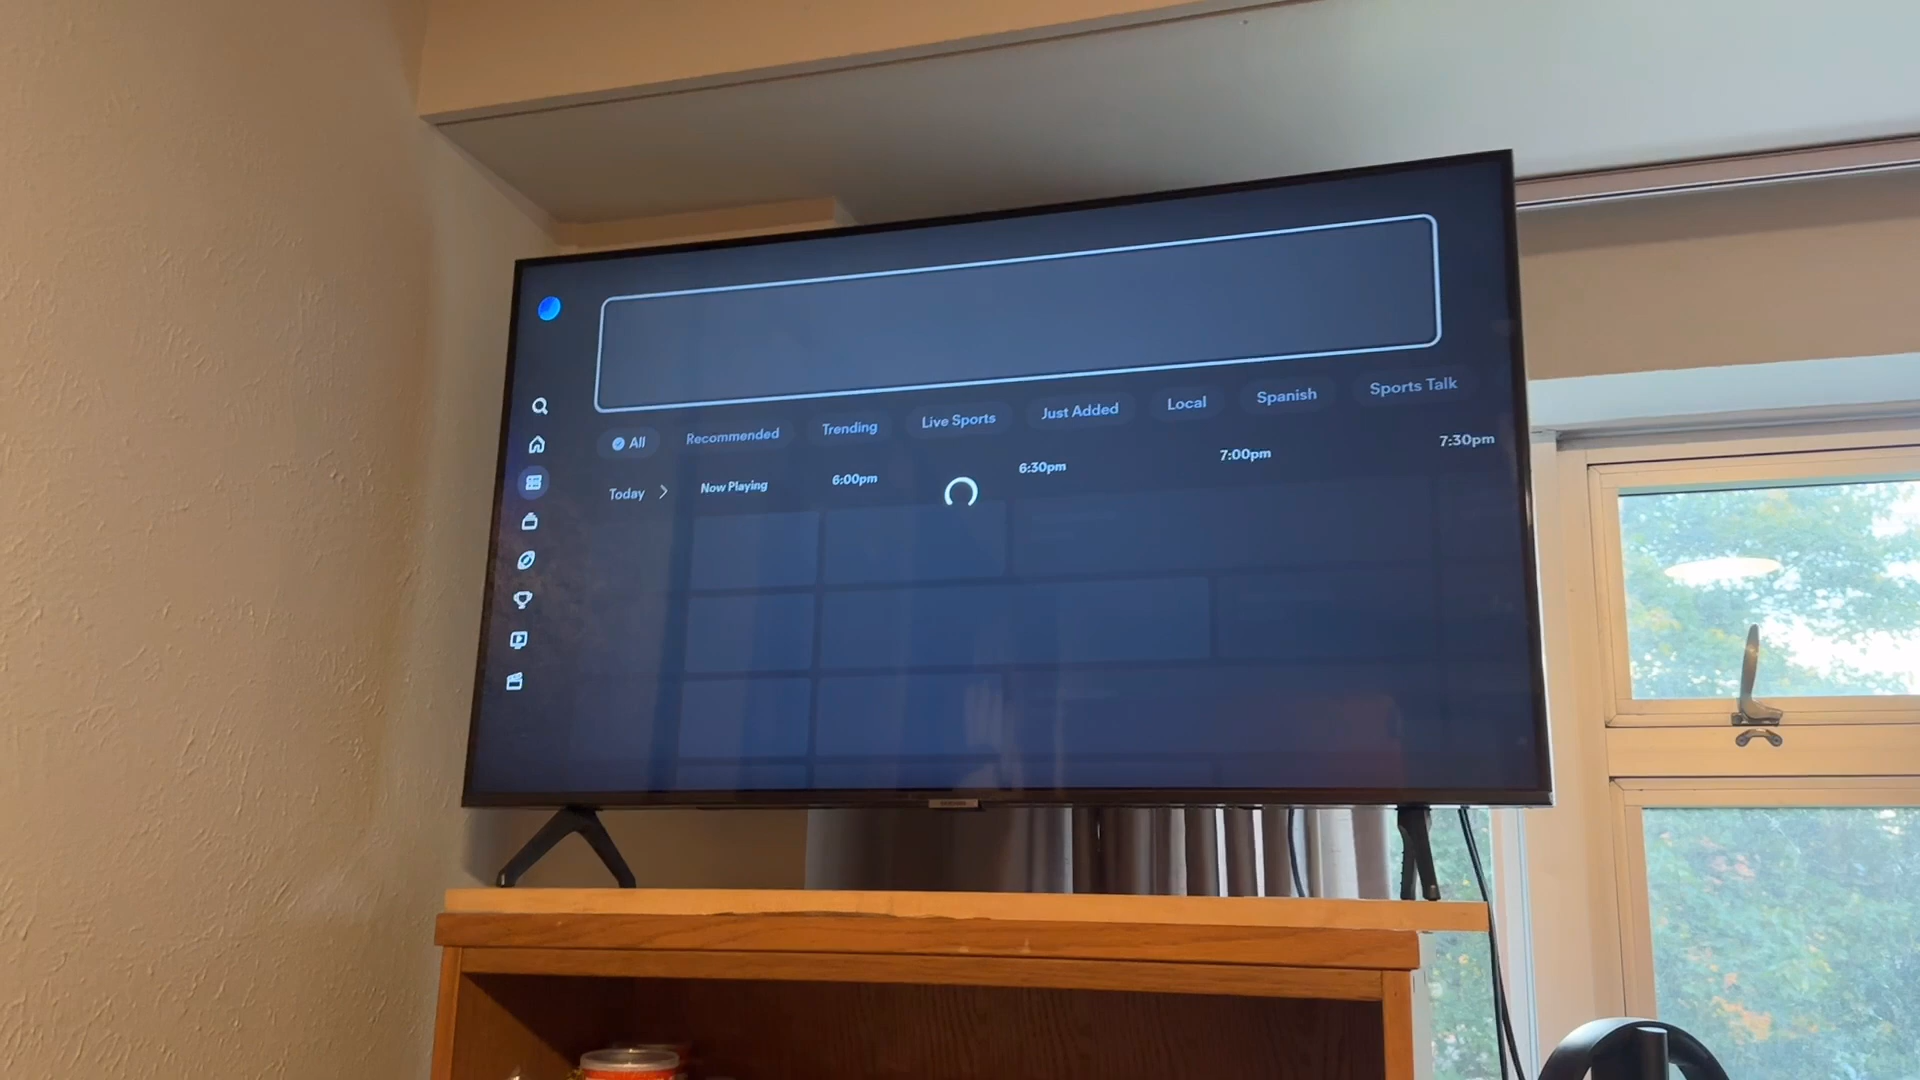 All Recommended Trending Live Sports Just Added Local Spanish Sports Talk
Today Now Playing 6:00pm 6:30pm 7:00pm 7:30pm